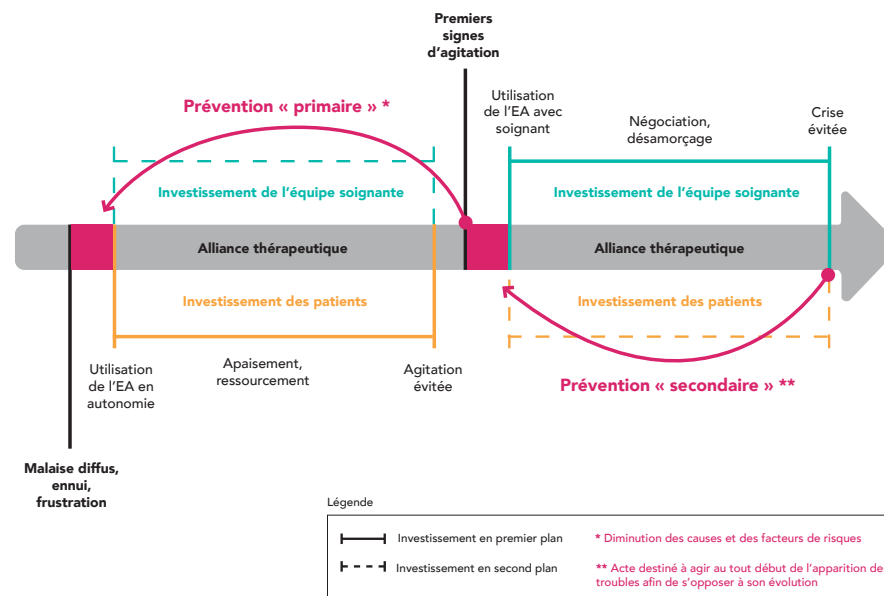 Premiers
signes
d'agitation
Prévention « primaire » *
Utilisation
de l'EA avec
soignant
Négociation,
désamorçage
Crise
évitée
Investissement de l'équipe soignante
Investissement de l'équipe soignante
Alliance thérapeutique
Alliance thérapeutique
Investissement des patients
Investissement des patients
Utilisation
de l'EA en
autonomie
Apaisement,
ressourcement
Agitation
évitée
Prévention « secondaire » **
Malaise diffus,
ennui,
frustration
Légende
Investissement en premier plan
* Diminution des causes et des facteurs de risques
Investissement en second plan
** Acte destiné à agir au tout début de l'apparition de
troubles afin de s'opposer à son évolution